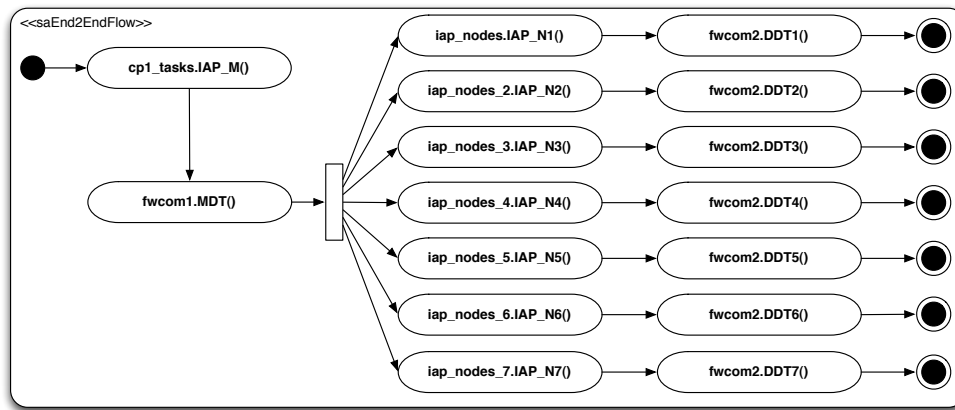 <<saEnd2EndFlow>>
cp1_tasks.IAP_M()
fwcom1.MDT()
iap_nodes.IAP_N1()
fwcom2.DDT1()
iap_nodes_2.IAP_N2()
fwcom2.DDT2()
iap_nodes_3.IAP_N3()
fwcom2.DDT3()
iap_nodes_4.IAP_N4()
fwcom2.DDT4()
iap_nodes_5.IAP_N5()
fwcom2.DDT5()
iap_nodes_6.IAP_N6()
fwcom2.DDT6()
iap_nodes_7.IAP_N7()
fwcom2.DDT7()